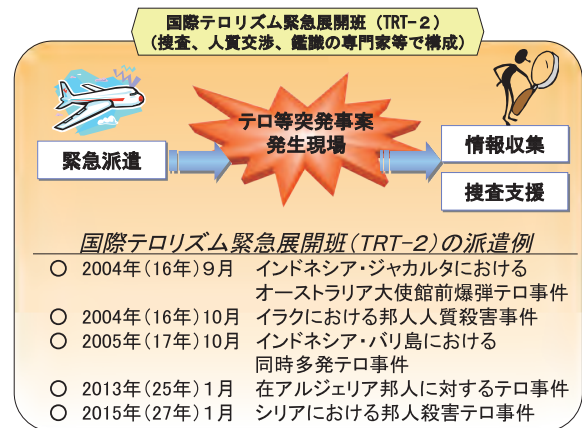 国際テロリズム緊急展開班（TRT-2）
（捜査、人質交渉、鑑識の専門家等で構成）
緊急派遣
テロ等突発事案
発生現場
情報収集
捜査支援
国際テロリズム緊急展開班（TRT-2）の派遣例
○ 2004年（16年）９月 インドネシア・ジャカルタにおける
オーストラリア大使館前爆弾テロ事件
○ 2004年（16年）10月 イラクにおける邦人人質殺害事件
○ 2005年（17年）10月 インドネシア・バリ島における
同時多発テロ事件
○ 2013年（25年）１月 在アルジェリア邦人に対するテロ事件
○ 2015年（27年）１月 シリアにおける邦人殺害テロ事件